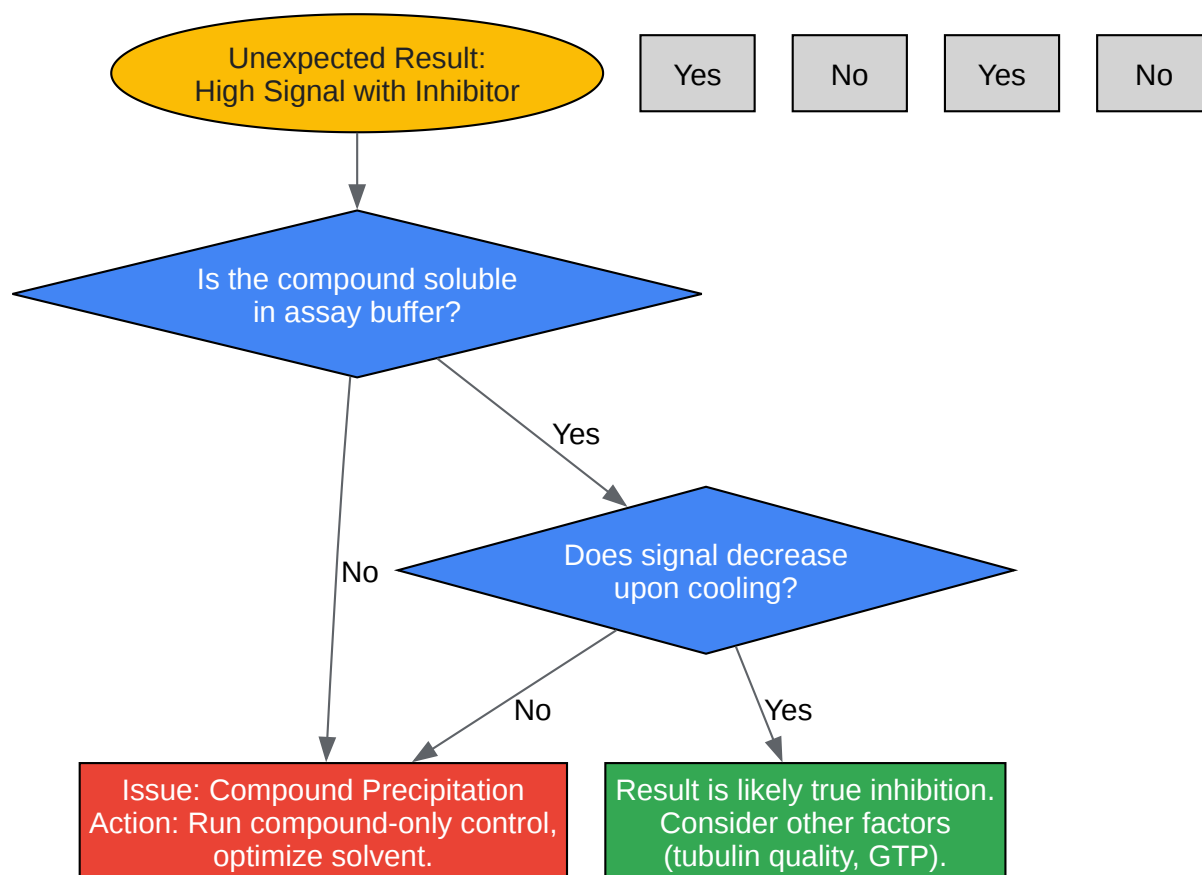 Unexpected Result:
High Signal with Inhibitor
Yes
No
Yes
No
Is the compound soluble
in assay buffer?
Yes
No
Does signal decrease
upon cooling?
No
Yes
Issue: Compound Precipitation
Action: Run compound-only control,
optimize solvent.
Result is likely true inhibition.
Consider other factors
(tubulin quality, GTP).